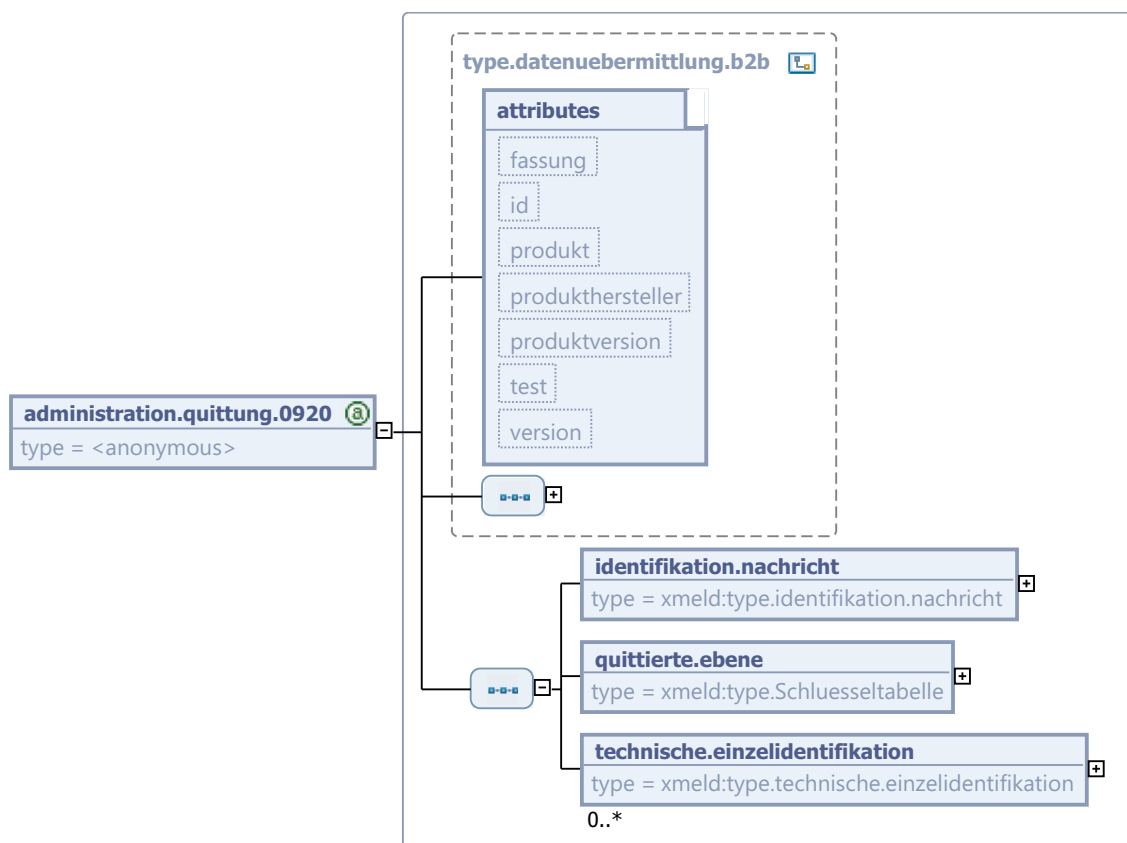 type.datenuebermittlung.b2b
attributes
fassung
id
produkt
produkthersteller
produktversion
test
version
administration.quittung.0920 @
type = <anonymous>
identifikation.nachricht
type = xmeld:type.identifikation.nachricht
quittierte.ebene
type = xmeld:type.Schluesseltabelle
technische.einzelidentifikation
type = xmeld:type.technische.einzelidentifikation
0..*